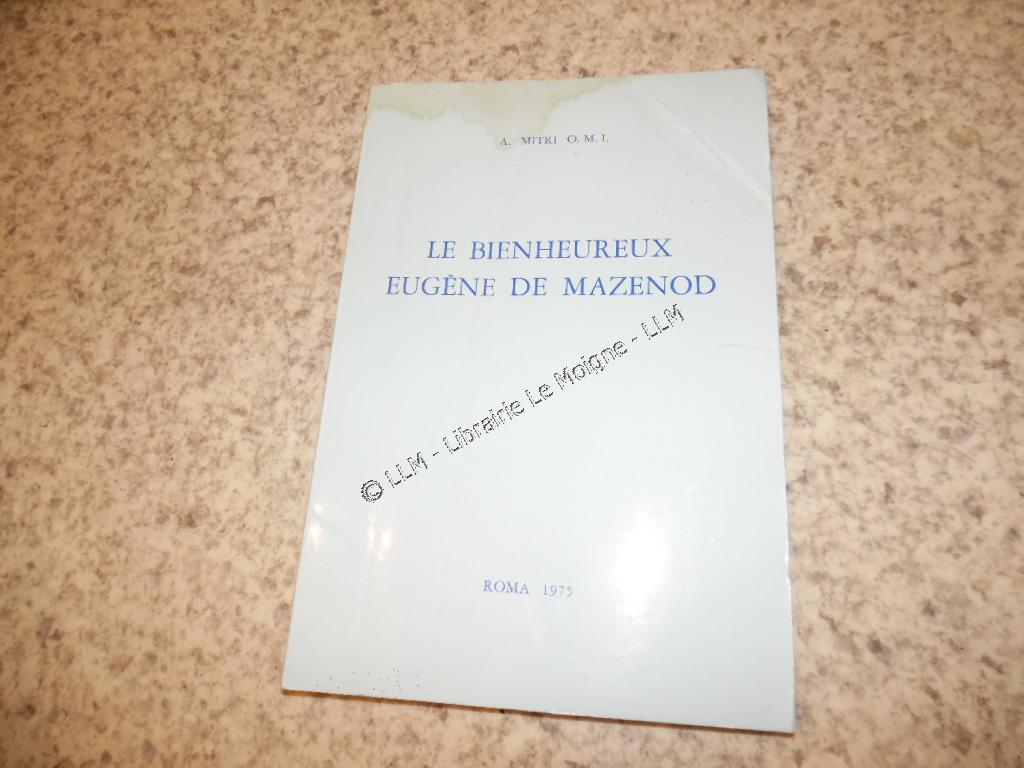 A. MITRI O. M. I.
LE BIENHEUREUX
EUGÈNE DE MAZENOD
© LLM - Librairie Le Moigne - LLM
ROMA 1975